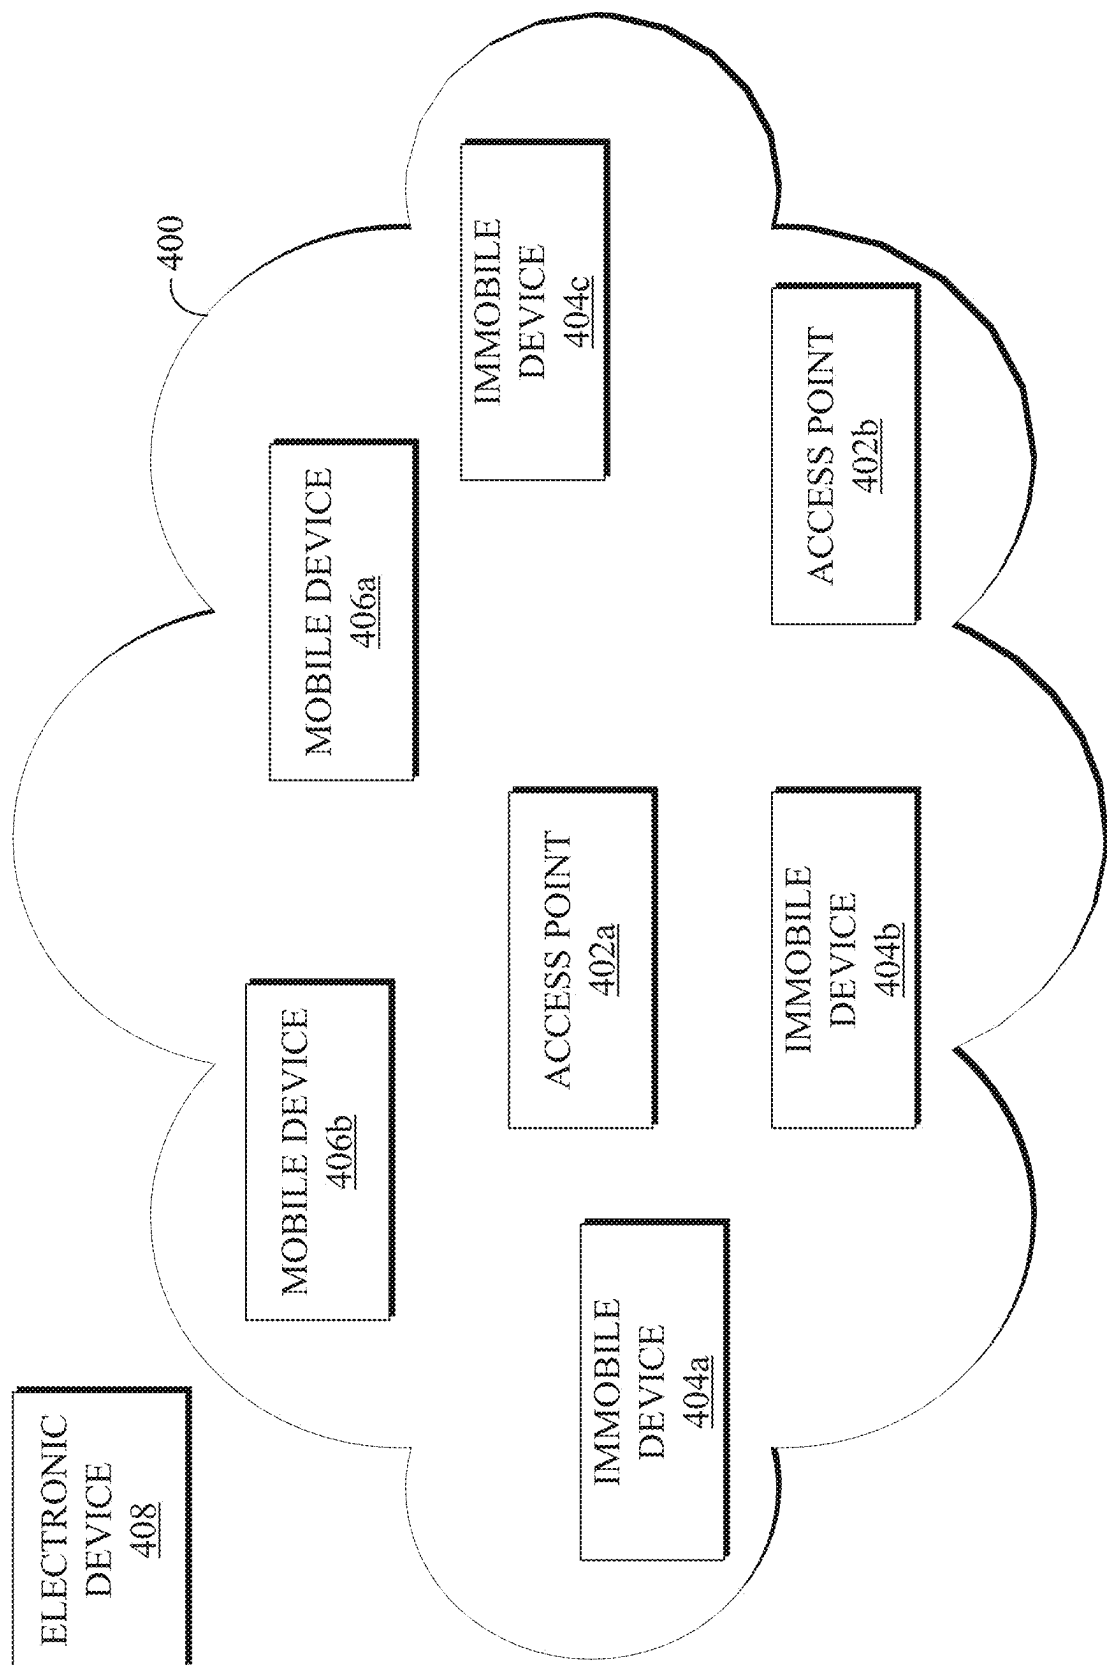 ELECTRONIC
DEVICE
408
400
MOBILE DEVICE
406b
MOBILE DEVICE
406a
IMMOBILE
DEVICE
404c
ACCESS POINT
402a
IMMOBILE
DEVICE
404a
IMMOBILE
DEVICE
404b
ACCESS POINT
402b